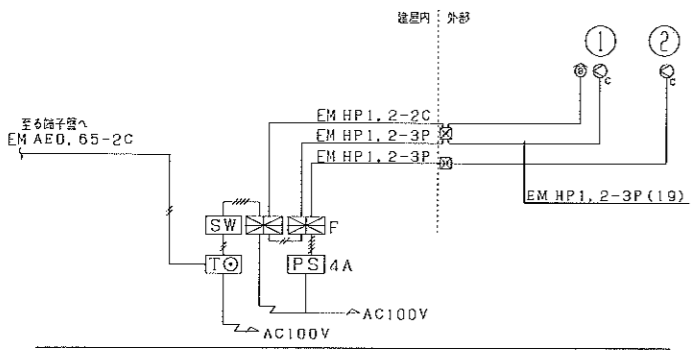 建屋内 外部
① ②
c c
EM HP1, 2-2C
至る端子盤へ
EM AE0, 65-2C
EM HP1, 2-3P
EM HP1, 2-3P
EM HP1, 2-3P (19)
SW F
T PS 4A
AC100V
AC100V